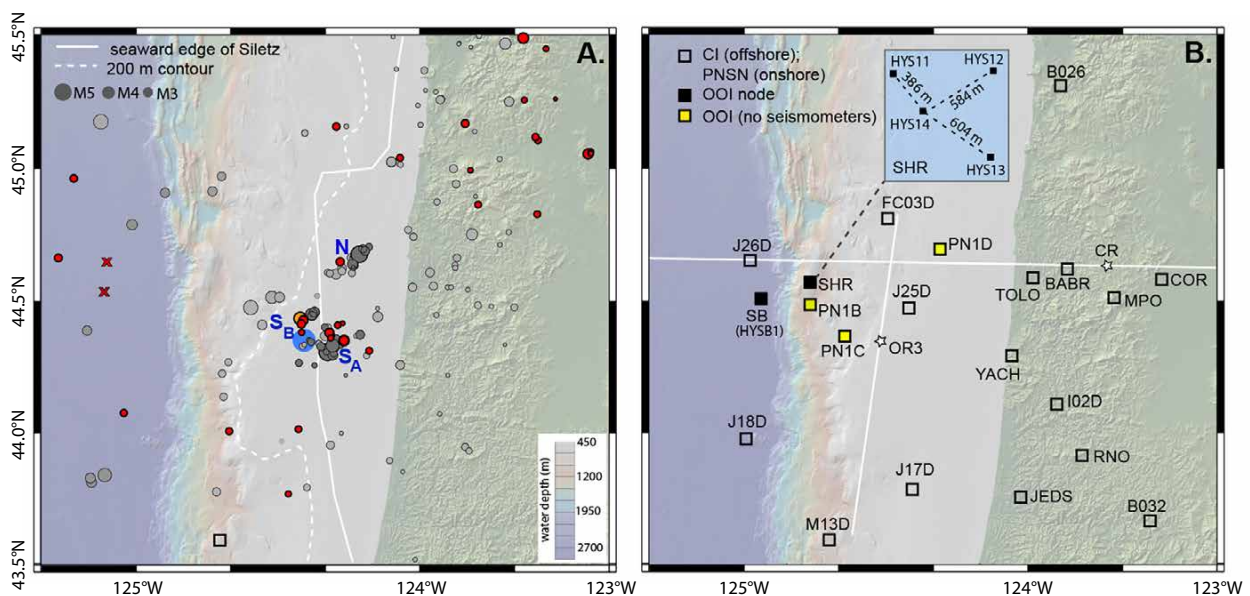 A.
seaward edge of Siletz
200 m contour
M5 M4 M3
N
S B
S A
450
1200
1950
2700
water depth (m)
45.5°N
45.0°N
44.5°N
44.0°N
43.5°N
125°W
124°W
123°W
B.
CI (offshore);
PNSN (onshore)
OOI node
OOI (no seismometers)
HYS11
HYS12
386 m
584 m
HYS14
604 m
HYS13
SHR
B026
FC03D
J26D
PN1D
CR
SHR
SB
(HYSB1)
PN1B
J25D
TOLO
BABR
COR
MPO
PN1C
OR3
YACH
I02D
J18D
RNO
J17D
JEDS
B032
M13D
125°W
124°W
123°W